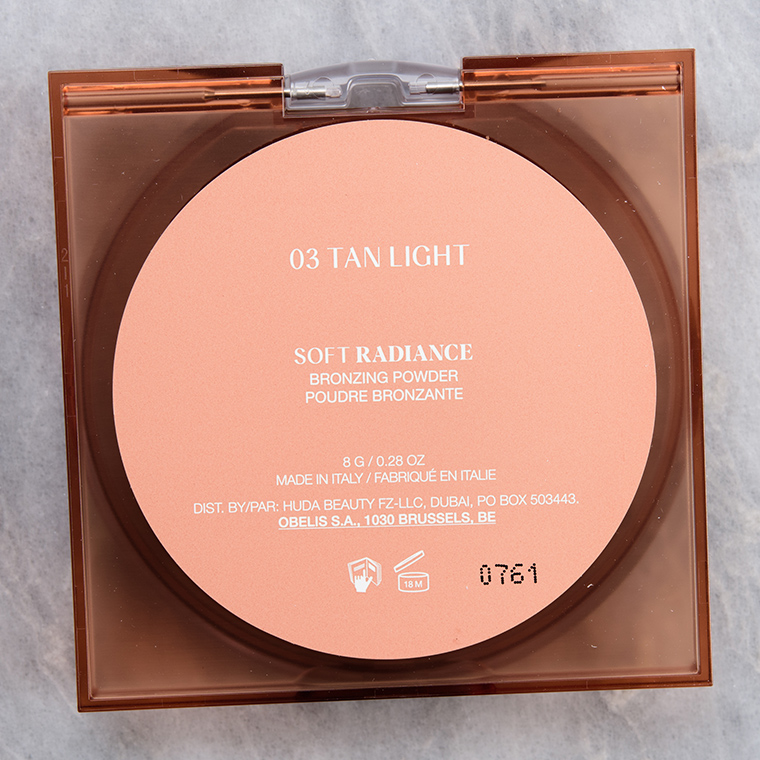 03 TAN LIGHT
SOFT RADIANCE
BRONZING POWDER
POUDRE BRONZANTE
8 G / 0.28 OZ
MADE IN ITALY / FABRIQUÉ EN ITALIE
DIST. BY/PAR: HUDA BEAUTY FZ-LLC, DUBAI, PO BOX 503443.
OBELIS S.A., 1030 BRUSSELS, BE
18 M
0761